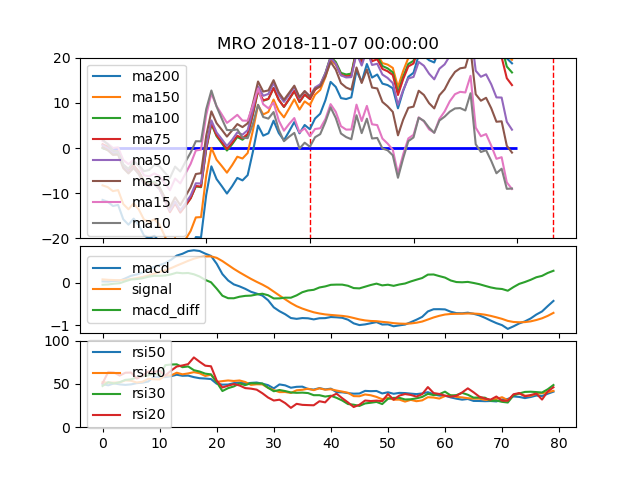 MRO 2018-11-07 00:00:00
20
10
0
−10
−20
ma200
ma150
ma100
ma75
ma50
ma35
ma15
ma10
0
−1
macd
signal
macd_diff
100
50
0
rsi50
rsi40
rsi30
rsi20
0 10 20 30 40 50 60 70 80